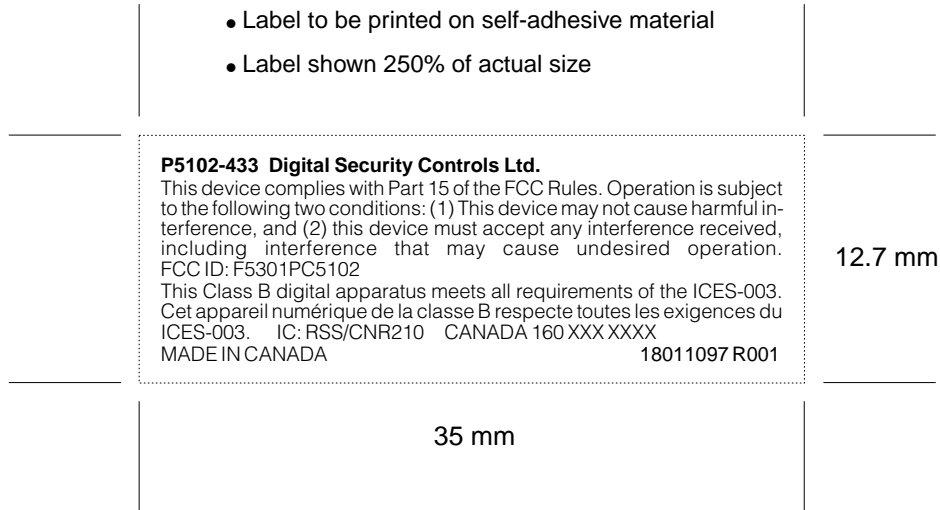 ● Label to be printed on self-adhesive material
● Label shown 250% of actual size
P5102-433 Digital Security Controls Ltd.
This device complies with Part 15 of the FCC Rules. Operation is subject
to the following two conditions: (1) This device may not cause harmful in-
terference, and (2) this device must accept any interference received,
including interference that may cause undesired operation.
FCC ID: F5301PC5102
This Class B digital apparatus meets all requirements of the ICES-003.
Cet appareil numérique de la classe B respecte toutes les exigences du
ICES-003. IC: RSS/CNR210 CANADA 160 XXX XXXX
MADE IN CANADA 18011097 R001
12.7 mm
35 mm